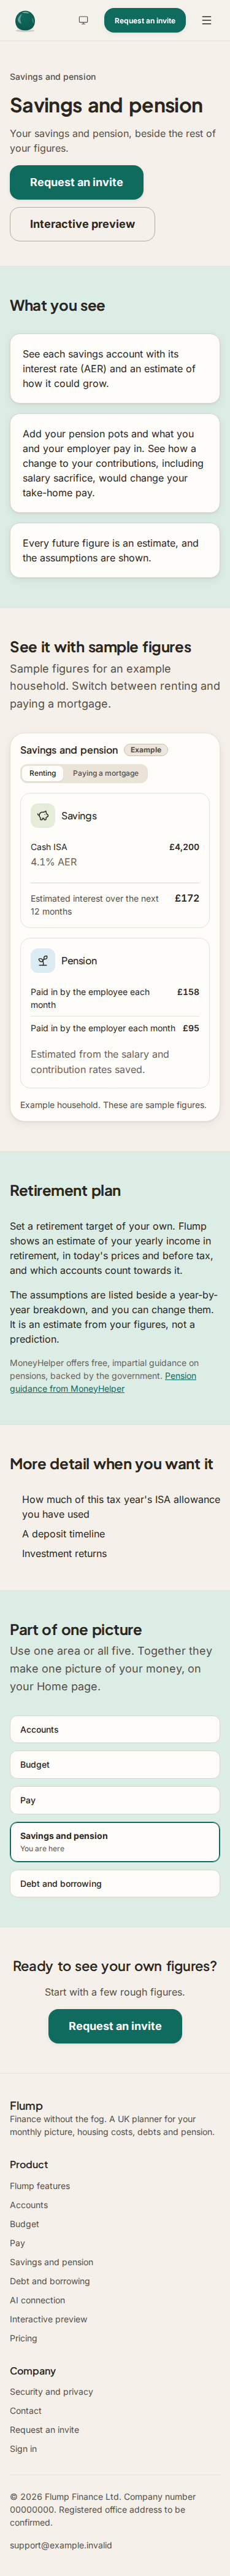 Request an invite
Savings and pension
Savings and pension
Your savings and pension, beside the rest of
your figures.
Request an invite
Interactive preview
What you see
See each savings account with its
interest rate (AER) and an estimate of
how it could grow.
Add your pension pots and what you
and your employer pay in. See how a
change to your contributions, including
salary sacrifice, would change your
take-home pay.
Every future figure is an estimate, and
the assumptions are shown.
See it with sample figures
Sample figures for an example
household. Switch between renting and
paying a mortgage.
Savings and pension Example
Renting Paying a mortgage
Savings
Cash ISA £4,200
4.1% AER
Estimated interest over the next £172
12 months
Pension
Paid in by the employee each £158
month
Paid in by the employer each month £95
Estimated from the salary and
contribution rates saved.
Example household. These are sample figures.
Retirement plan
Set a retirement target of your own. Flump
shows an estimate of your yearly income in
retirement, in today's prices and before tax,
and which accounts count towards it.
The assumptions are listed beside a year-by-
year breakdown, and you can change them.
It is an estimate from your figures, not a
prediction.
MoneyHelper offers free, impartial guidance on
pensions, backed by the government. Pension
guidance from MoneyHelper
More detail when you want it
How much of this tax year's ISA allowance
you have used
A deposit timeline
Investment returns
Part of one picture
Use one area or all five. Together they
make one picture of your money, on
your Home page.
Accounts
Budget
Pay
Savings and pension
You are here
Debt and borrowing
Ready to see your own figures?
Start with a few rough figures.
Request an invite
Flump
Finance without the fog. A UK planner for your
monthly picture, housing costs, debts and pension.
Product
Flump features
Accounts
Budget
Pay
Savings and pension
Debt and borrowing
AI connection
Interactive preview
Pricing
Company
Security and privacy
Contact
Request an invite
Sign in
© 2026 Flump Finance Ltd. Company number
00000000. Registered office address to be
confirmed.
support@example.invalid